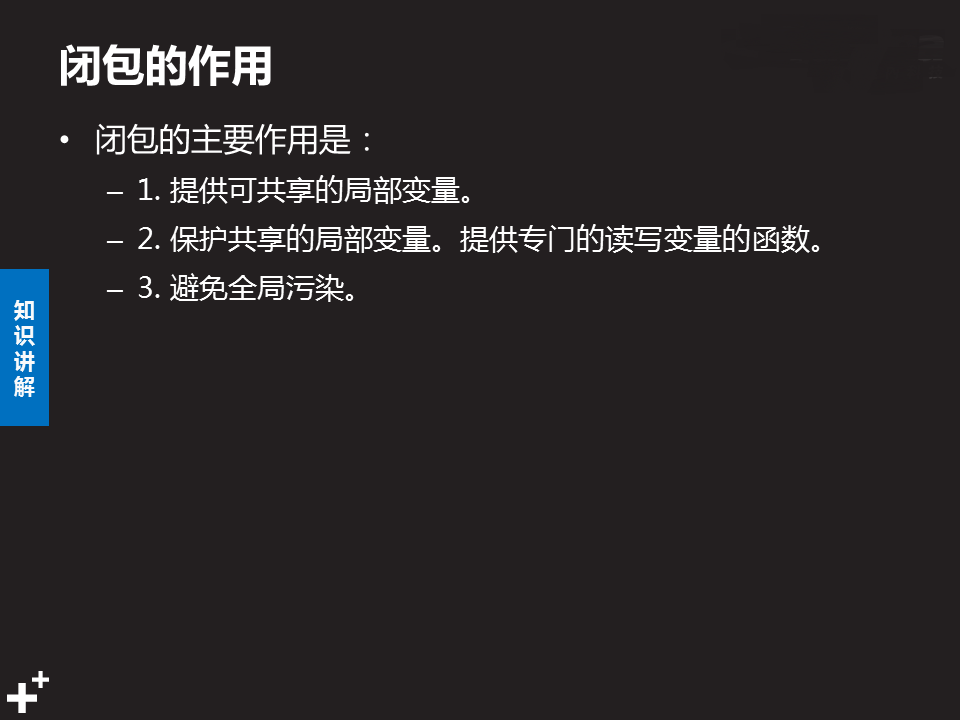 闭包的作用
• 闭包的主要作用是：
– 1. 提供可共享的局部变量。
– 2. 保护共享的局部变量。提供专门的读写变量的函数。
– 3. 避免全局污染。
知
识
讲
解